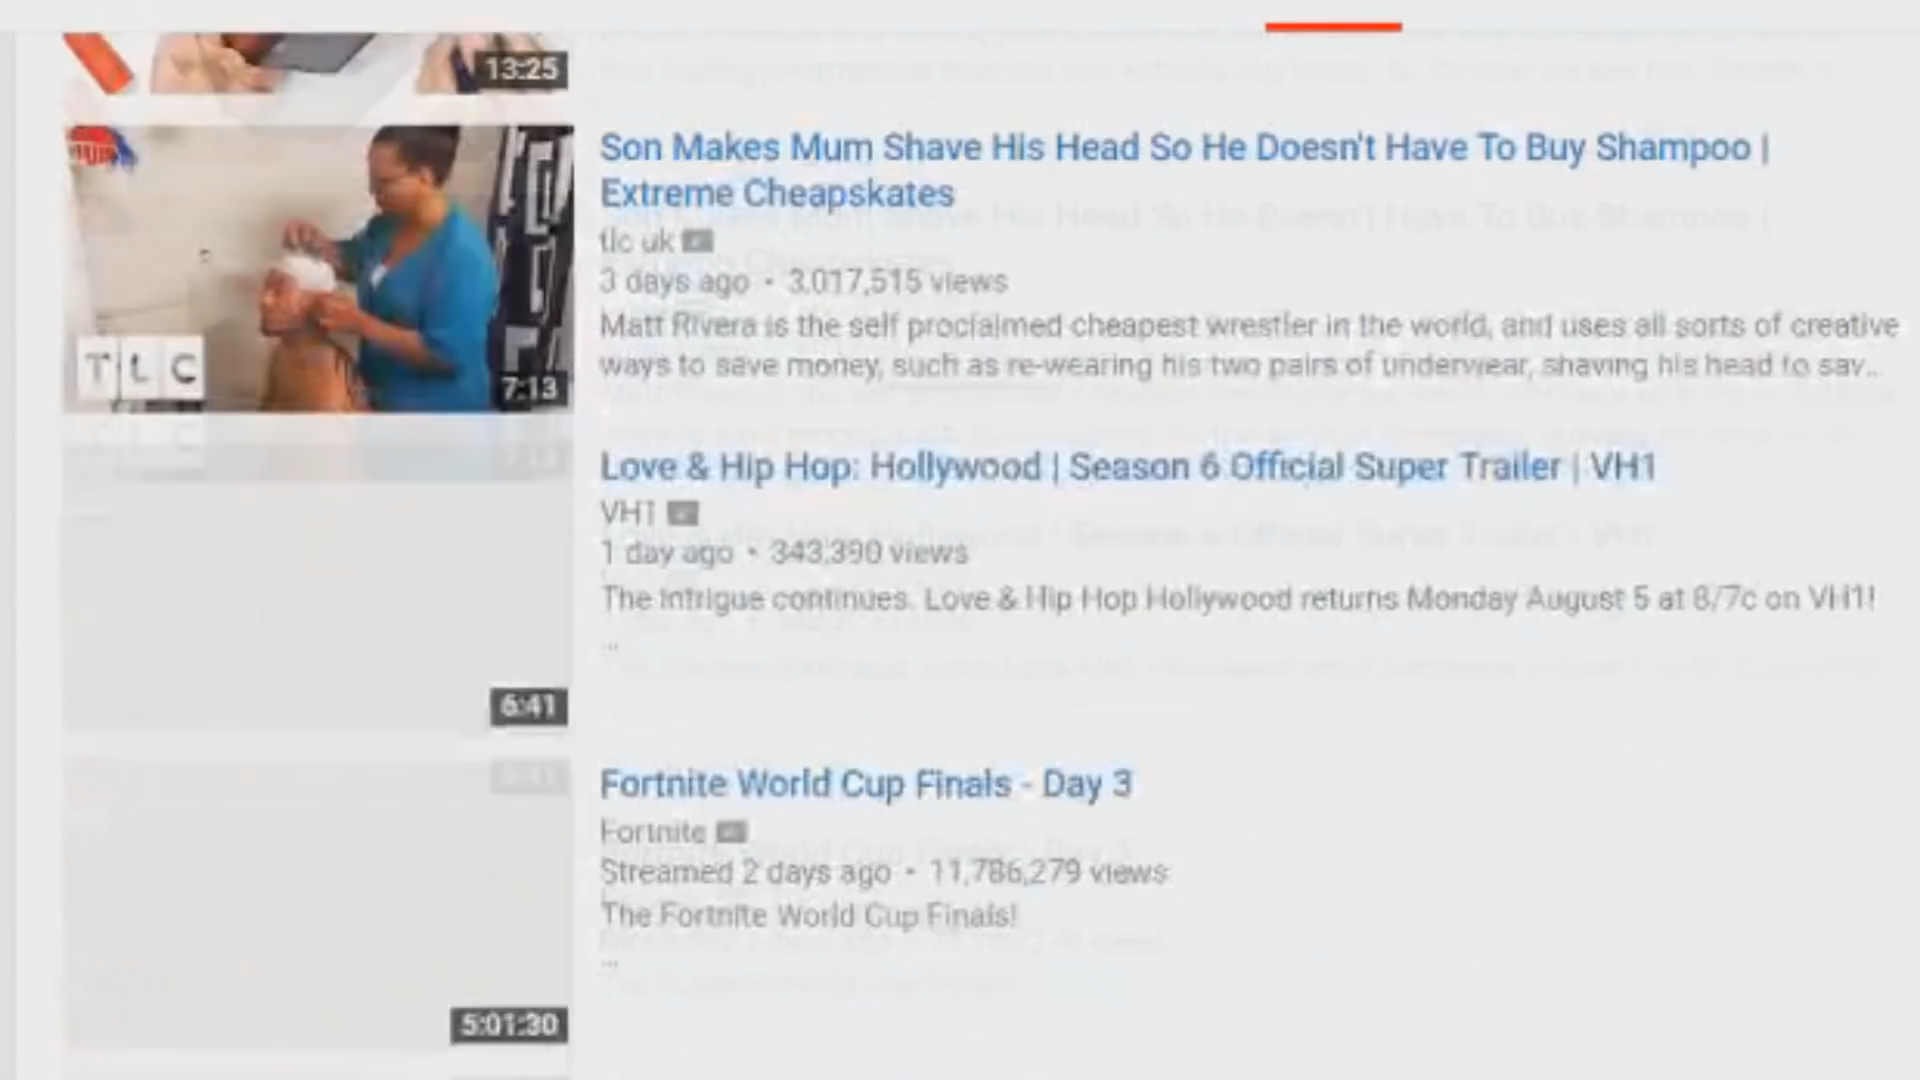 13:25
Son Makes Mum Shave His Head So He Doesn't Have To Buy Shampoo |
Extreme Cheapskates
tlc uk
3 days ago • 3,017,515 views
Matt Rivera is the self proclaimed cheapest wrestler in the world, and uses all sorts of creative
ways to save money, such as re-wearing his two pairs of underwear, shaving his head to sav...
TLC
7:13
Love & Hip Hop: Hollywood | Season 6 Official Super Trailer | VH1
VH1
1 day ago • 343,390 views
The intrigue continues. Love & Hip Hop Hollywood returns Monday August 5 at 8/7c on VH1!
...
6:41
Fortnite World Cup Finals - Day 3
Fortnite
Streamed 2 days ago • 11,786,279 views
The Fortnite World Cup Finals!
...
5:01:30